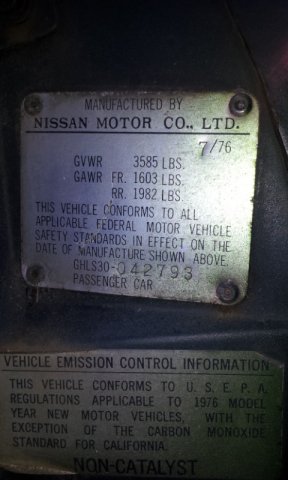 MANUFACTURED BY
NISSAN MOTOR CO., LTD.
7/76
GVWR 3585 LBS.
GAWR FR. 1603 LBS.
RR. 1982 LBS
THIS VEHICLE CONFORMS TO ALL
APPLICABLE FEDERAL MOTOR VEHICLE
SAFETY STANDARDS IN EFFECT ON THE
DATE OF MANUFACTURE SHOWN ABOVE.
GHLS30-042793
PASSENGER CAR
VEHICLE EMISSION CONTROL INFORMATION
THIS VEHICLE CONFORMS TO U. S. E. P. A.
REGULATIONS APPLICABLE TO 1976 MODEL
YEAR NEW MOTOR VEHICLES, WITH THE
EXCEPTION OF THE CARBON MONOXIDE
STANDARD FOR CALIFORNIA.
NON-CATALYST